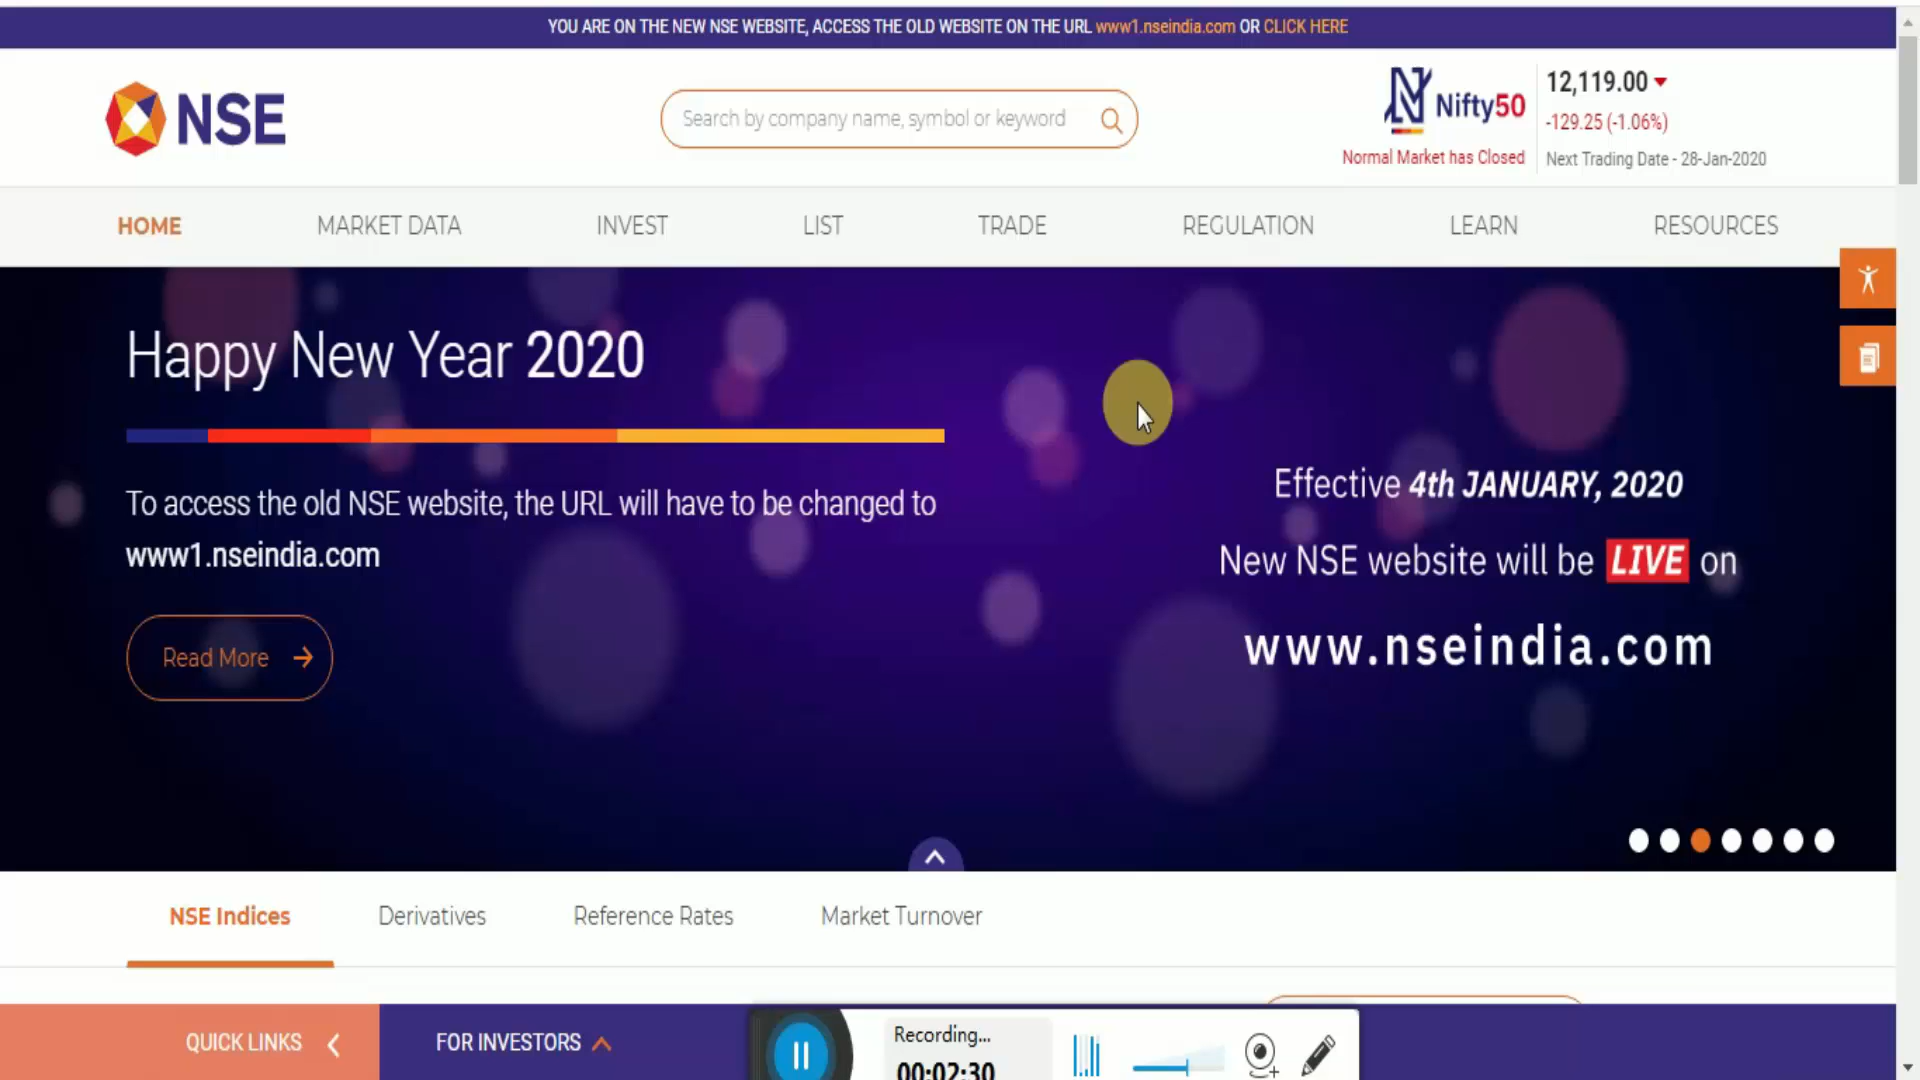 YOU ARE ON THE NEW NSE WEBSITE, ACCESS THE OLD WEBSITE ON THE URL www1.nseindia.com OR CLICK HERE
NSE
Search by company name, symbol or keyword
Nifty50
Normal Market has Closed
12,119.00
-129.25 (-1.06%)
Next Trading Date - 28-Jan-2020
HOME MARKET DATA INVEST LIST TRADE REGULATION LEARN RESOURCES
Happy New Year 2020
To access the old NSE website, the URL will have to be changed to
www1.nseindia.com
Read More
Effective 4th JANUARY, 2020
New NSE website will be LIVE on
www.nseindia.com
NSE Indices Derivatives Reference Rates Market Turnover
QUICK LINKS FOR INVESTORS
Recording...
00:02:30